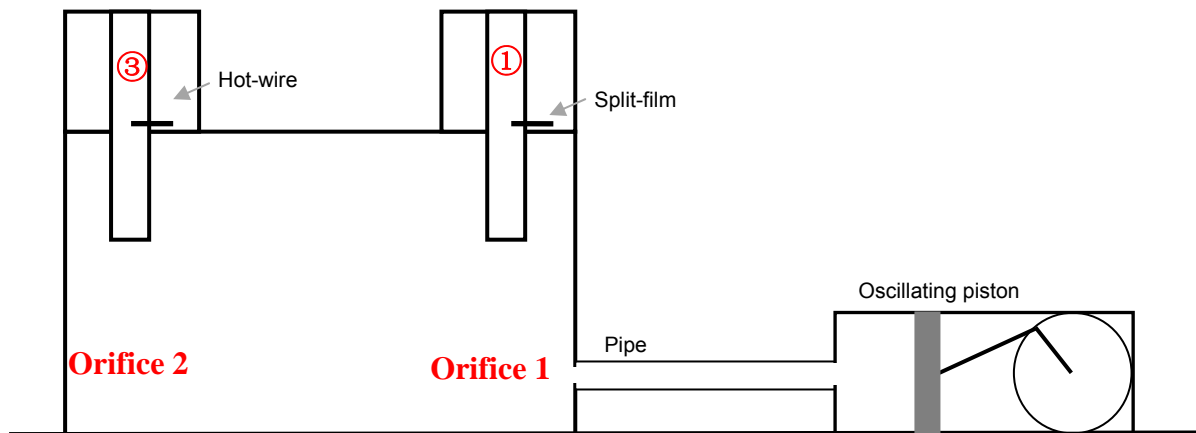 ③
①
Hot-wire
Split-film
Oscillating piston
Pipe
Orifice 2
Orifice 1